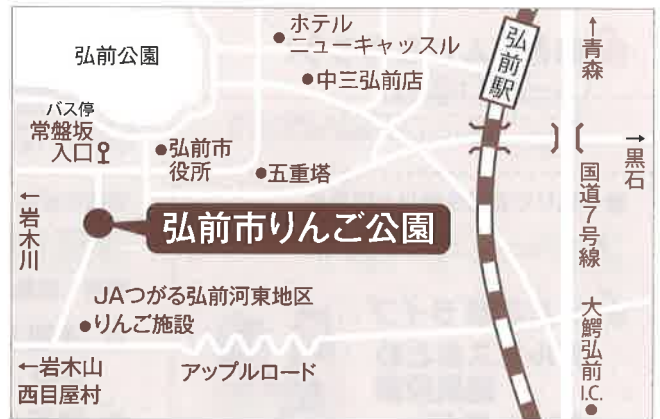 ホテル
ニューキャッスル
中三弘前店
弘前公園
弘前駅
↑青森
バス停
常盤坂
入口
弘前市
役所
五重塔
→黒石
国道7号線
←岩木川
弘前市りんご公園
JAつがる弘前河東地区
りんご施設
大鰐弘前I.C.
←岩木山
西目屋村
アップルロード